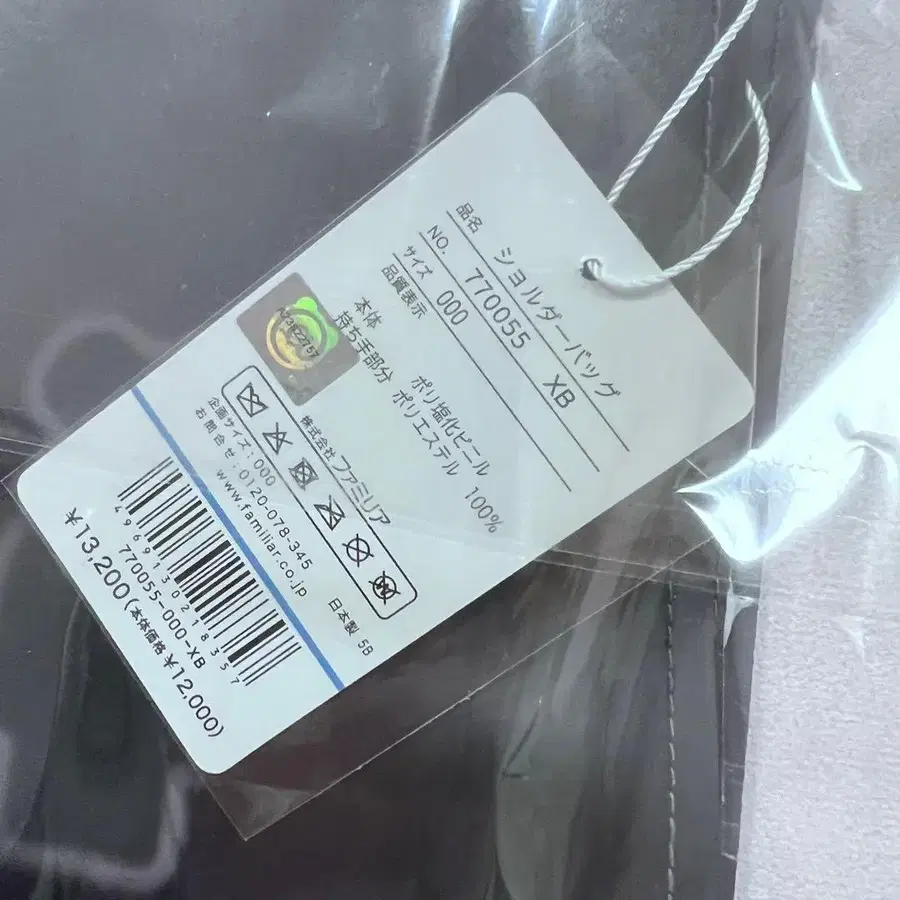 品名 ショルダーバッグ
NO. 770055 XB
サイズ 000
品質表示
本体 ポリ塩化ビニル
持ち手部分 ポリエステル 100%
株式会社ファミリア
企画サイズ:000
お問合せ:0120-078-345
www.familiar.co.jp
日本製 5B
4969130218357
770055-000-XB
¥13,200(本体価格 ¥12,000)